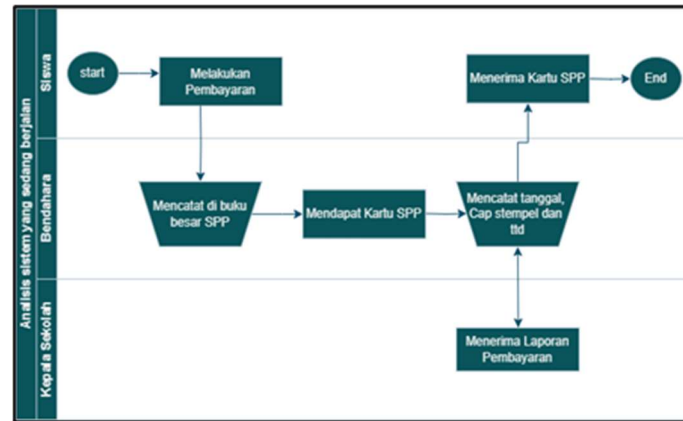 Analisis sistem yang sedang berjalan
Siswa
start
Melakukan
Pembayaran
Menerima Kartu SPP
End
Bendahara
Mencatat di buku
besar SPP
Mendapat Kartu SPP
Mencatat tanggal,
Cap stempel dan
ttd
Kepala Sekolah
Menerima Laporan
Pembayaran